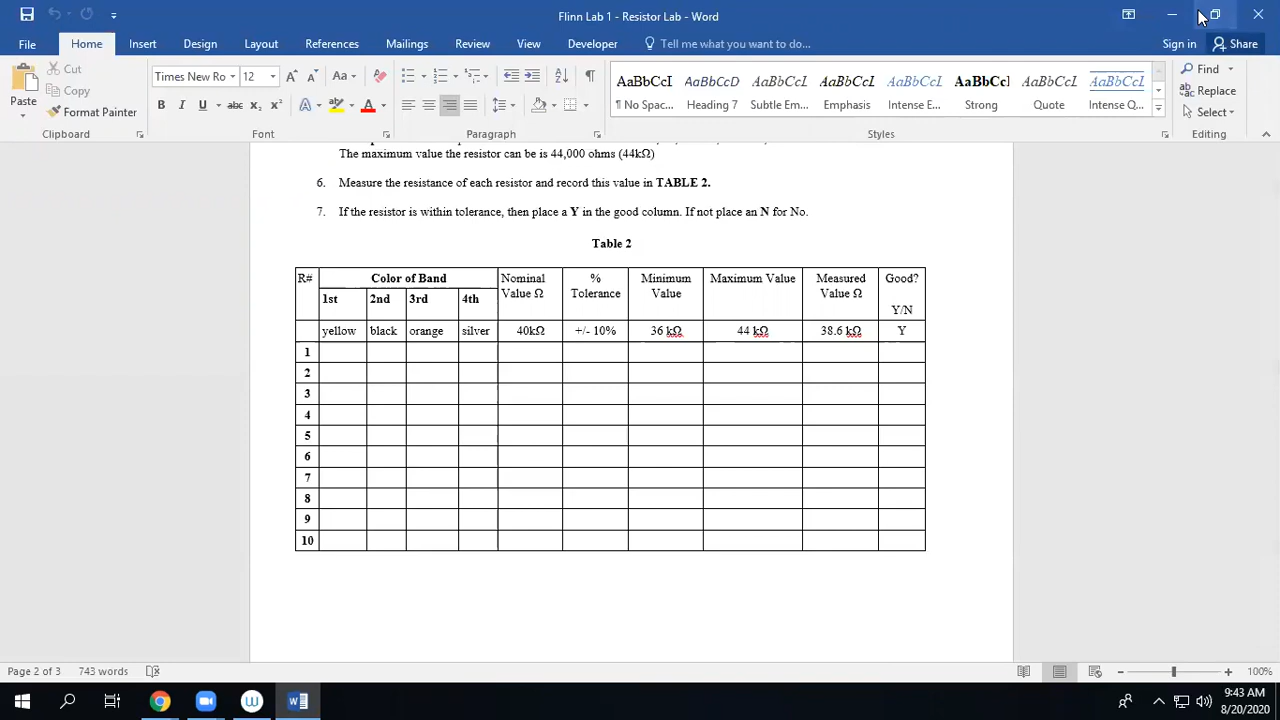 Flinn Lab 1 - Resistor Lab - Word
File Home Insert Design Layout References Mailings Review Developer Tell me what you want to do... Sign in Share
Paste
Cut
Copy
Format Painter
Clipboard
Times New Ro 12
Font
Paragraph
AaBbCcI AaBbCcD AaBbCcI AaBbCcI AaBbCcI AaBbCcI AaBbCcI AaBbCcI
¶ No Spac... Heading 7 Subtle Em... Emphasis Intense E... Strong Quote Intense Q...
Styles
Find
Replace
Select
Editing
The maximum value the resistor can be is 44,000 ohms (44kΩ)
6. Measure the resistance of each resistor and record this value in TABLE 2.
7. If the resistor is within tolerance, then place a Y in the good column. If not place an N for No.
Table 2
R# Color of Band Nominal Value Ω % Tolerance Minimum Value Maximum Value Measured Value Ω Good? Y/N
1st 2nd 3rd 4th
yellow black orange silver 40kΩ +/- 10% 36 kΩ 44 kΩ 38.6 kΩ Y
1
2
3
4
5
6
7
8
9
10
Page 2 of 3 743 words 100%
9:43 AM
8/20/2020